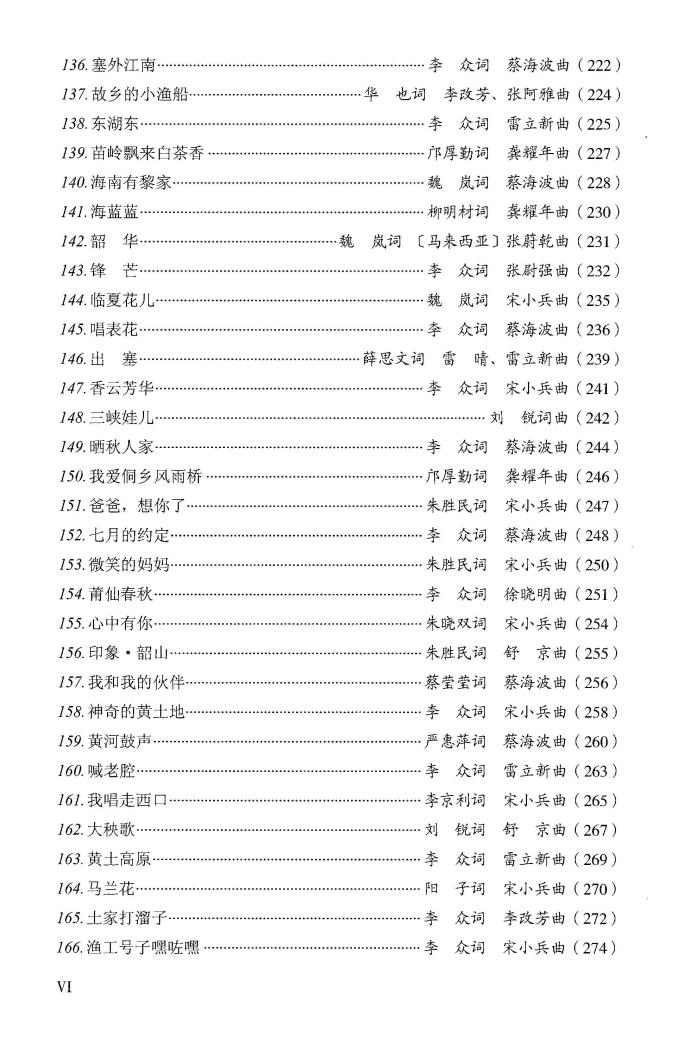 136.塞外江南……………………李　众词　蔡海波曲（222）
137.故乡的小渔船……………………华　也词　李改芳、张阿雅曲（224）
138.东湖东……………………李　众词　雷立新曲（225）
139.苗岭飘来白茶香……………………邝厚勤词　龚耀年曲（227）
140.海南有黎家……………………魏　岚词　蔡海波曲（228）
141.海蓝蓝……………………柳明材词　龚耀年曲（230）
142.韶　华……………………魏　岚词　〔马来西亚〕张蔚乾曲（231）
143.锋　芒……………………李　众词　张尉强曲（232）
144.临夏花儿……………………魏　岚词　宋小兵曲（235）
145.唱表花……………………李　众词　蔡海波曲（236）
146.出　塞……………………薛思文词　雷　晴、雷立新曲（239）
147.香云芳华……………………李　众词　宋小兵曲（241）
148.三峡娃儿……………………刘　锐词曲（242）
149.晒秋人家……………………李　众词　蔡海波曲（244）
150.我爱侗乡风雨桥……………………邝厚勤词　龚耀年曲（246）
151.爸爸，想你了……………………朱胜民词　宋小兵曲（247）
152.七月的约定……………………李　众词　蔡海波曲（248）
153.微笑的妈妈……………………朱胜民词　宋小兵曲（250）
154.莆仙春秋……………………李　众词　徐晓明曲（251）
155.心中有你……………………朱晓双词　宋小兵曲（254）
156.印象·韶山……………………朱胜民词　舒　京曲（255）
157.我和我的伙伴……………………蔡莹莹词　蔡海波曲（256）
158.神奇的黄土地……………………李　众词　宋小兵曲（258）
159.黄河鼓声……………………严惠萍词　蔡海波曲（260）
160.喊老腔……………………李　众词　雷立新曲（263）
161.我唱走西口……………………李京利词　宋小兵曲（265）
162.大秧歌……………………刘　锐词　舒　京曲（267）
163.黄土高原……………………李　众词　雷立新曲（269）
164.马兰花……………………阳　子词　宋小兵曲（270）
165.土家打溜子……………………李　众词　李改芳曲（272）
166.渔工号子嘿咗嘿……………………李　众词　宋小兵曲（274）
VI